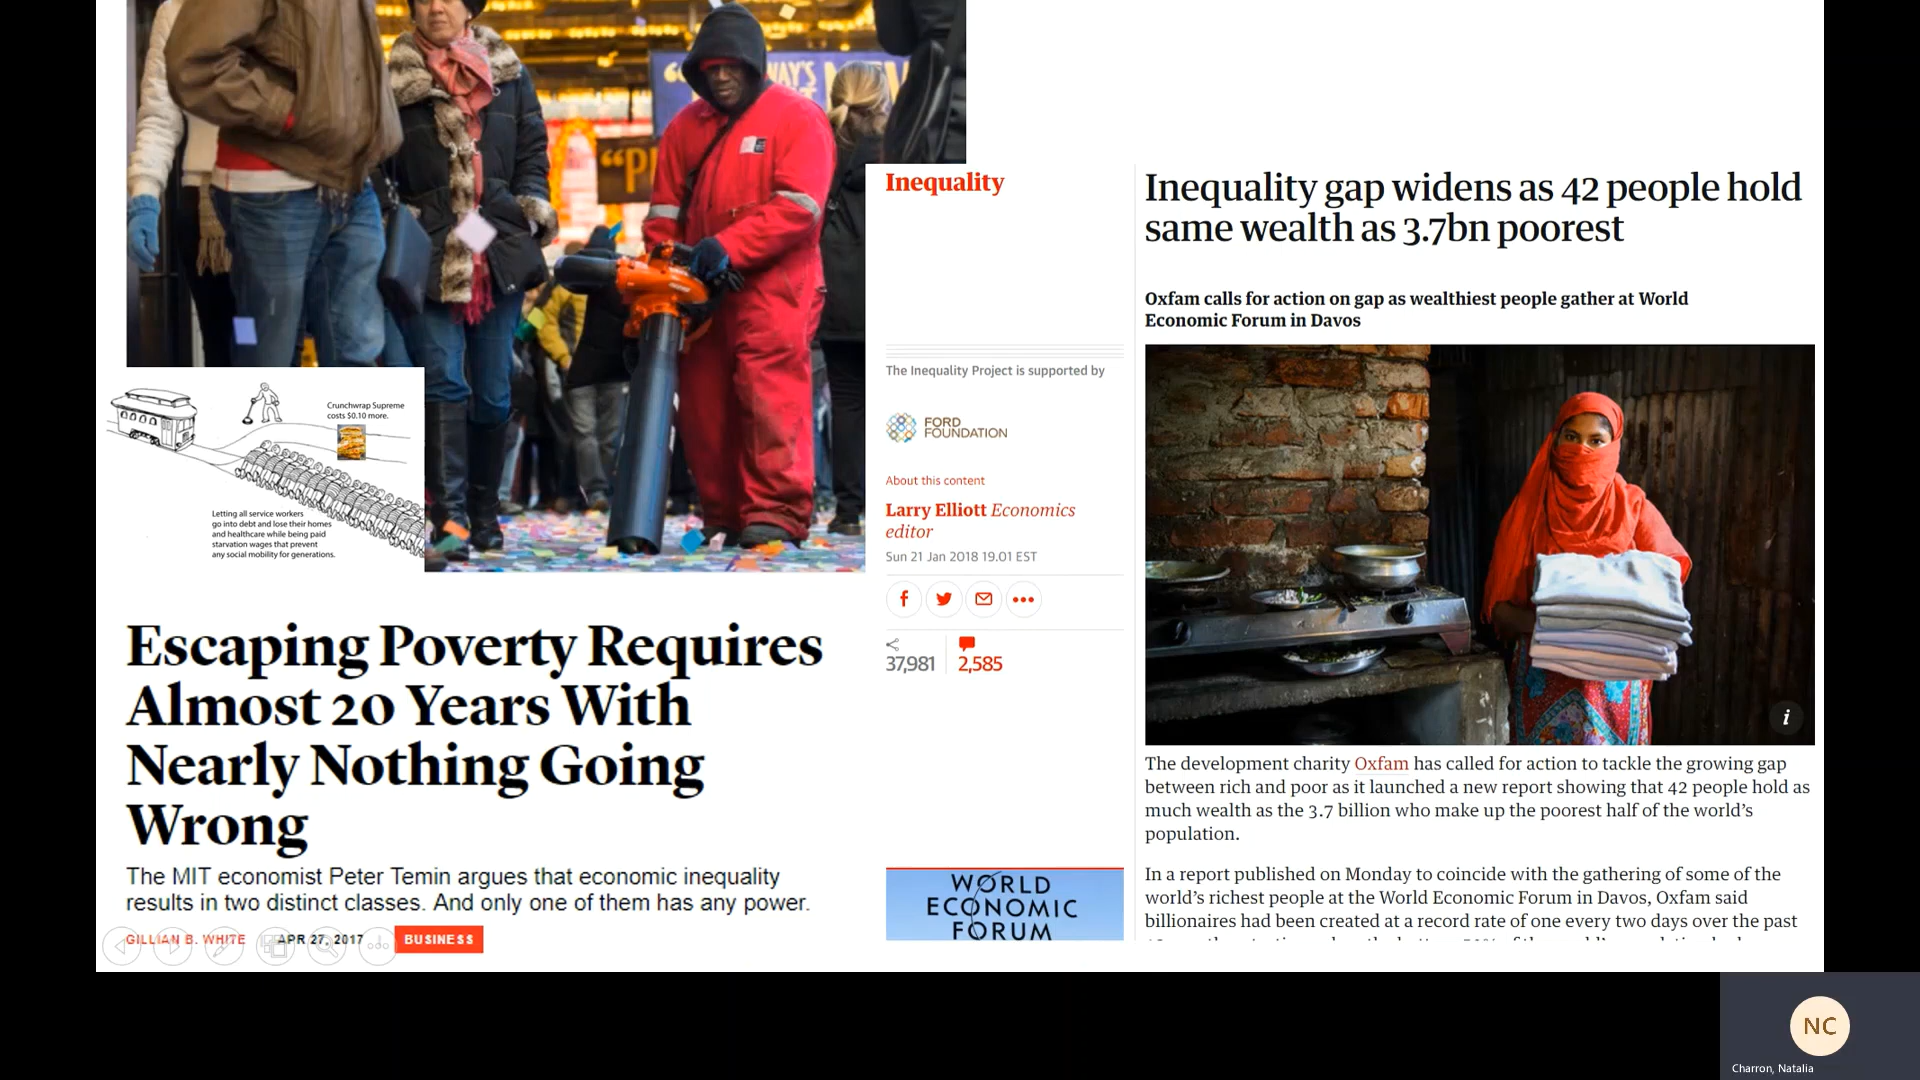 WAY'S
"PI
Crunchwrap Supreme
costs $0.10 more.
Letting all service workers
go into debt and lose their homes
and healthcare while being paid
starvation wages that prevent
any social mobility for generations.
Escaping Poverty Requires
Almost 20 Years With
Nearly Nothing Going
Wrong
The MIT economist Peter Temin argues that economic inequality
results in two distinct classes. And only one of them has any power.
GILLIAN B. WHITE APR 27, 2017 BUSINESS
Inequality
The Inequality Project is supported by
FORD
FOUNDATION
About this content
Larry Elliott Economics
editor
Sun 21 Jan 2018 19.01 EST
37,981 2,585
WORLD
ECONOMIC
FORUM
Inequality gap widens as 42 people hold
same wealth as 3.7bn poorest
Oxfam calls for action on gap as wealthiest people gather at World
Economic Forum in Davos
The development charity Oxfam has called for action to tackle the growing gap
between rich and poor as it launched a new report showing that 42 people hold as
much wealth as the 3.7 billion who make up the poorest half of the world's
population.
In a report published on Monday to coincide with the gathering of some of the
world's richest people at the World Economic Forum in Davos, Oxfam said
billionaires had been created at a record rate of one every two days over the past
NC
Charron, Natalia